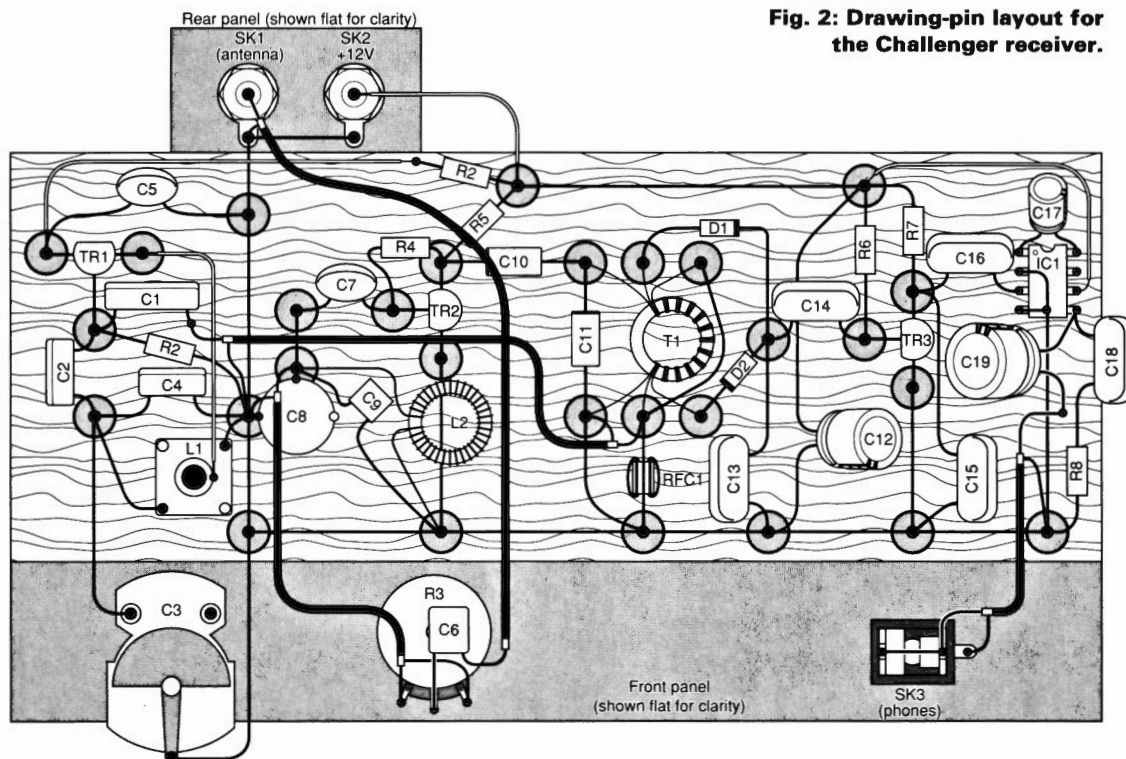 Rear panel (shown flat for clarity)
Fig. 2: Drawing-pin layout for
the Challenger receiver.
SK1
(antenna)
SK2
+12V
R2
C5
C17
R5
D1
R7
R4
TR1
C10
R6
C16
IC1
C7
C1
C14
TR2
C11
T1
TR3
R2
C2
C19
C18
C4
D2
C9
C8
L2
C12
L1
RFC1
C13
C15
R8
C3
R3
C6
Front panel
(shown flat for clarity)
SK3
(phones)